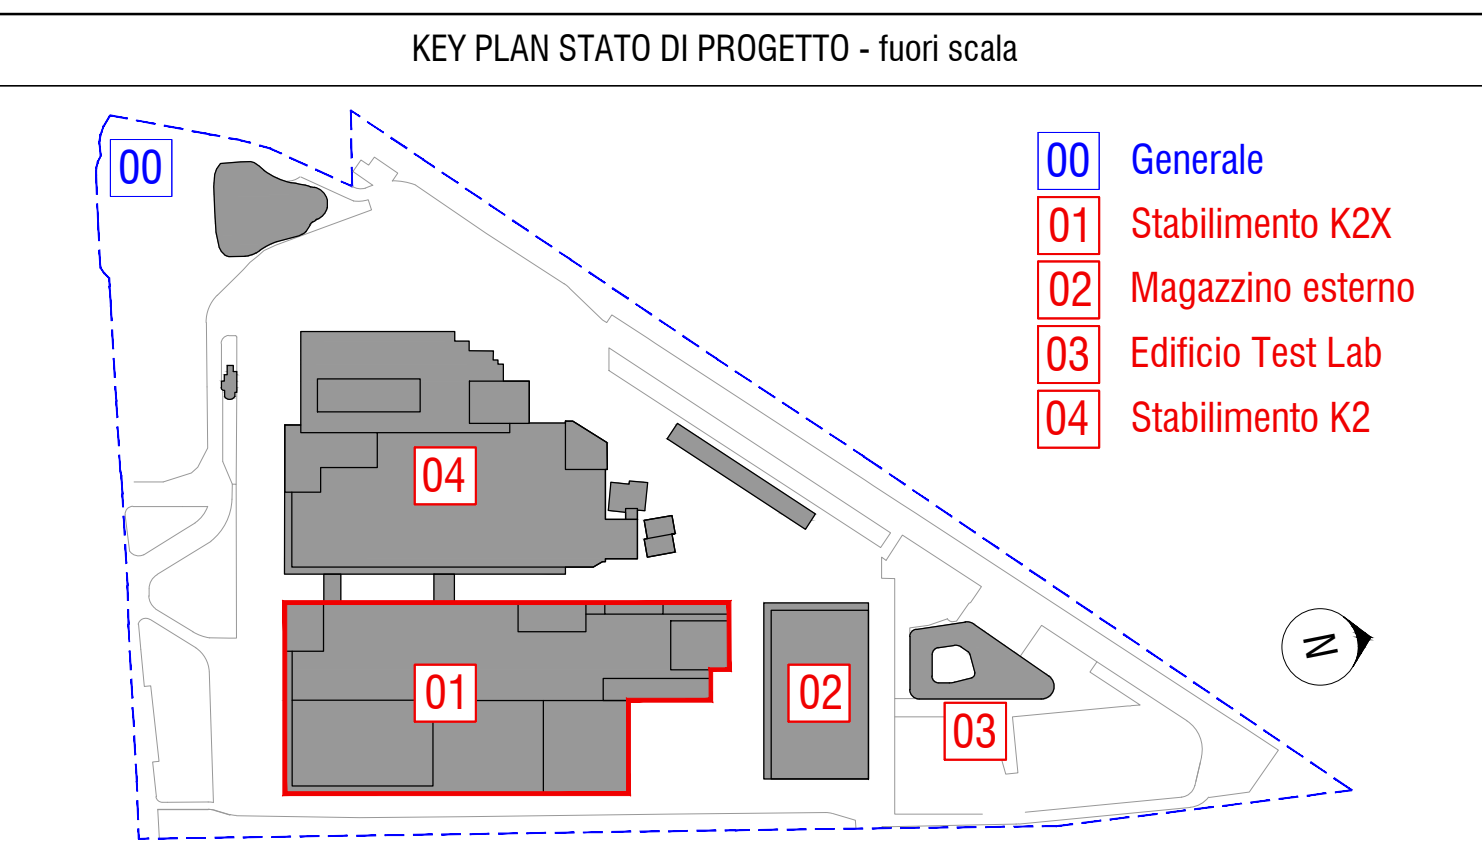 KEY PLAN STATO DI PROGETTO - fuori scala
00
00 Generale
01 Stabilimento K2X
02 Magazzino esterno
03 Edificio Test Lab
04 Stabilimento K2
04
01
02
03
N